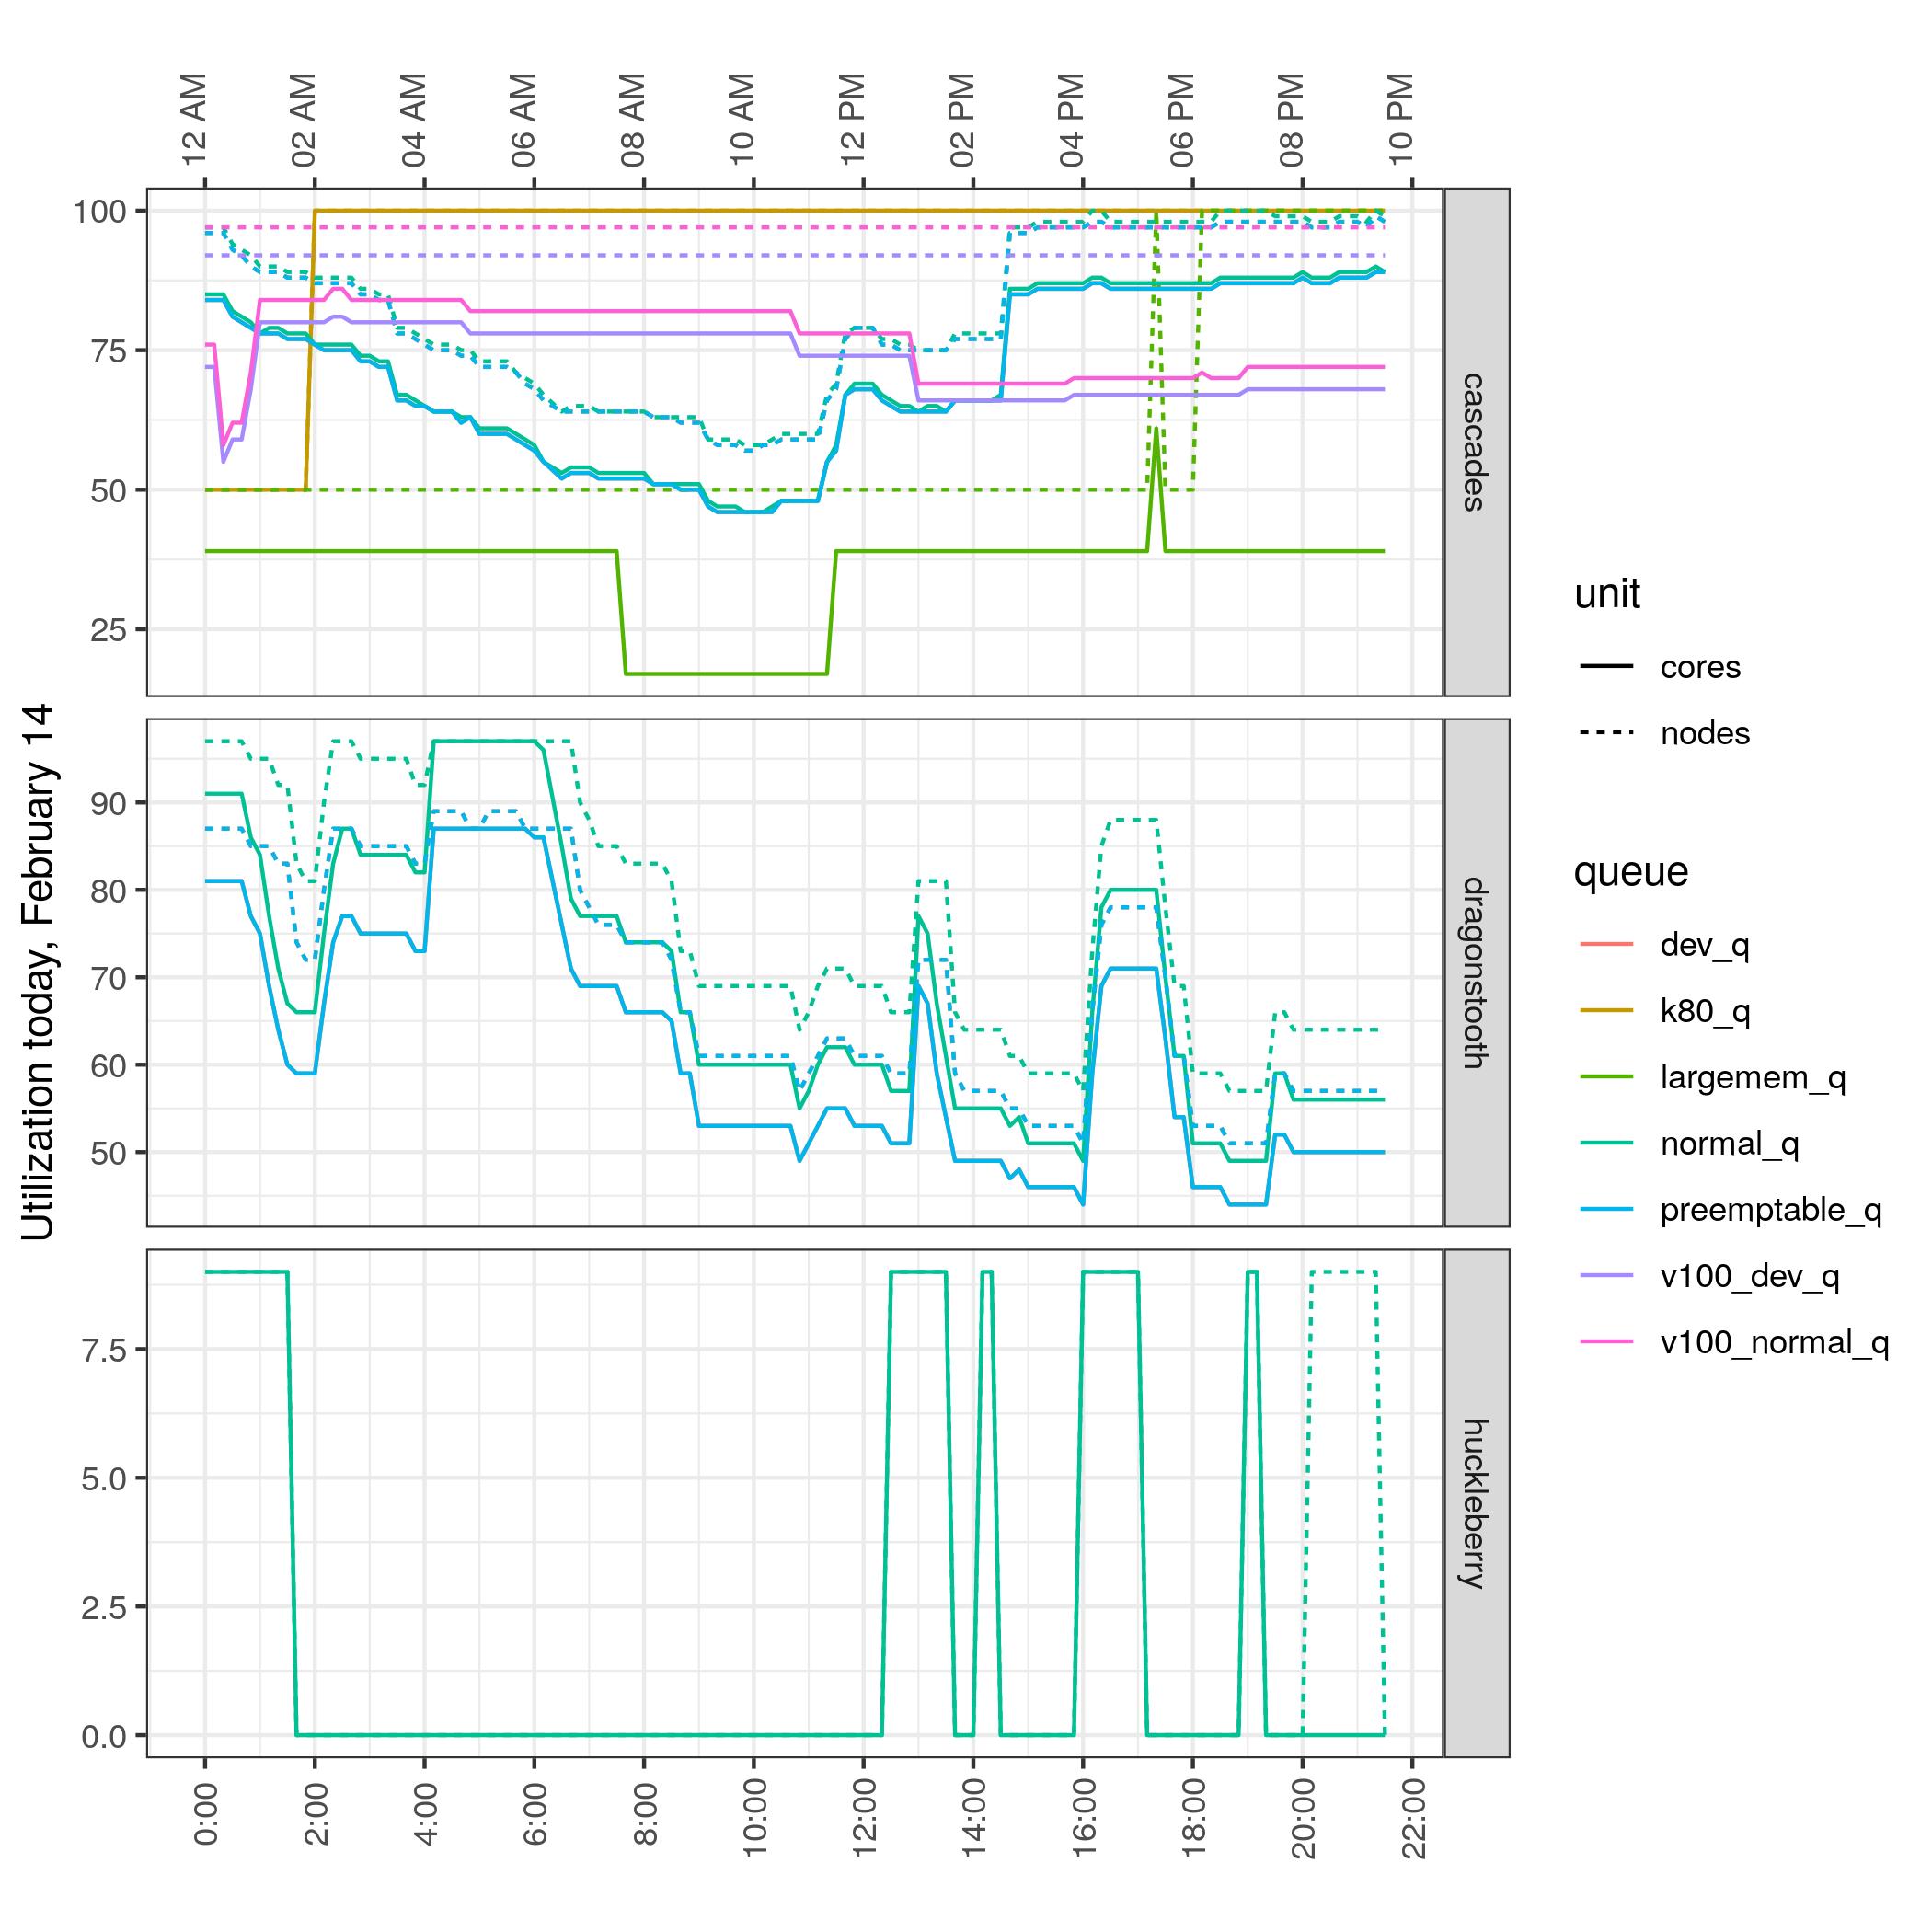 12 AM
02 AM
04 AM
06 AM
08 AM
10 AM
12 PM
02 PM
04 PM
06 PM
08 PM
10 PM
Utilization today, February 14
100
75
50
25
cascades
90
80
70
60
50
dragonstooth
7.5
5.0
2.5
0.0
huckleberry
0:00
2:00
4:00
6:00
8:00
10:00
12:00
14:00
16:00
18:00
20:00
22:00
unit
cores
nodes
queue
dev_q
k80_q
largemem_q
normal_q
preemptable_q
v100_dev_q
v100_normal_q